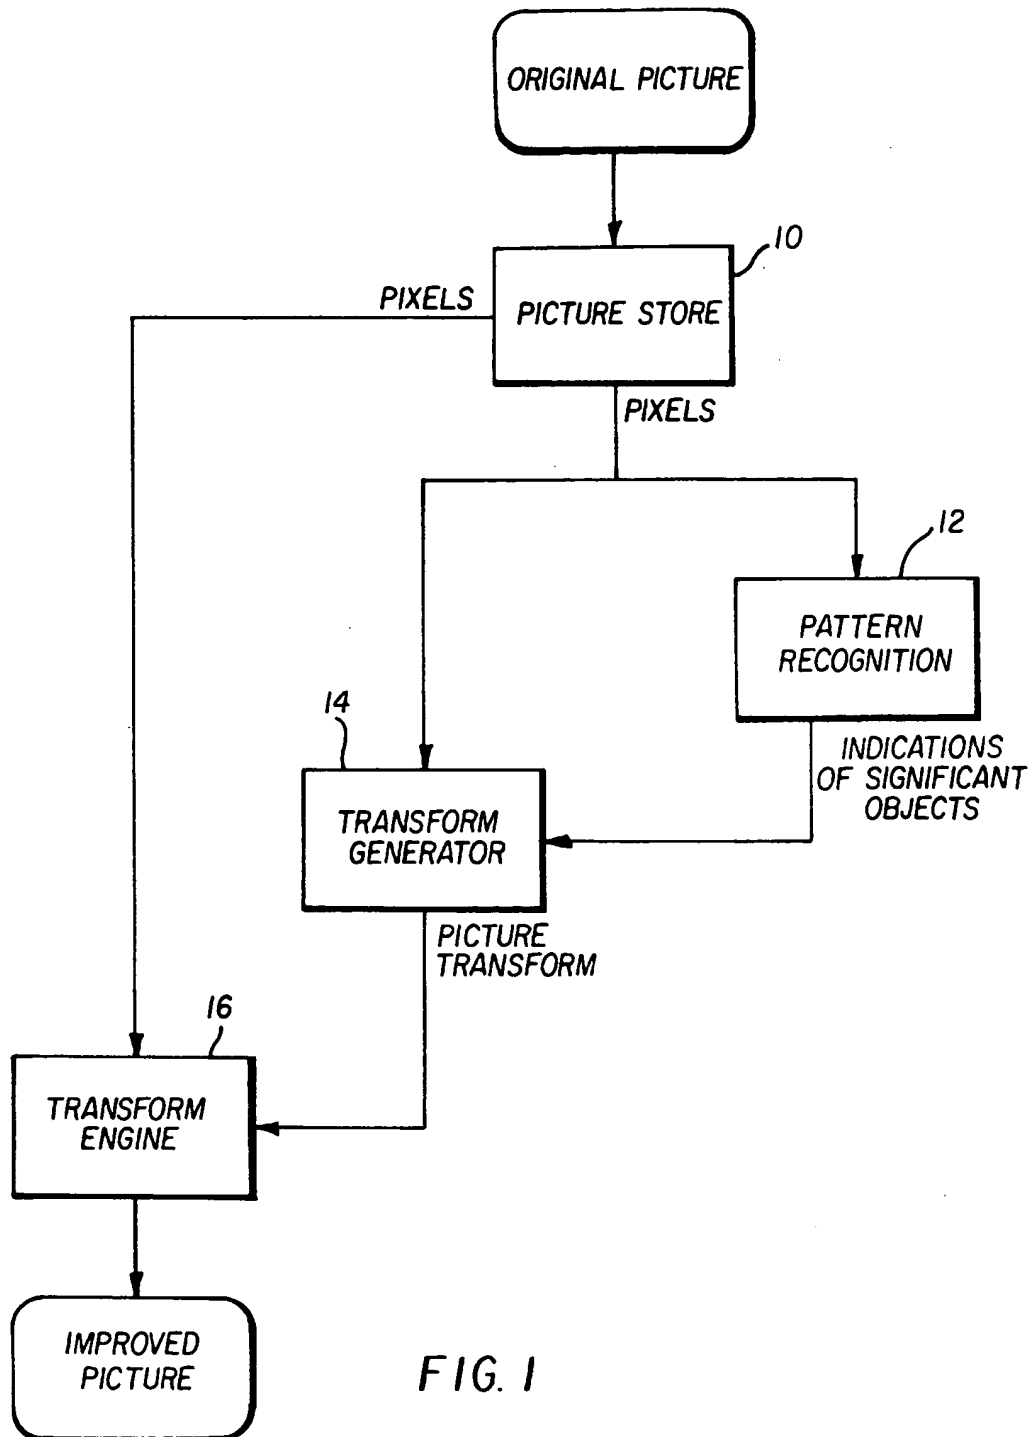 ORIGINAL PICTURE
10
PICTURE STORE
PIXELS
PIXELS
12
PATTERN
RECOGNITION
INDICATIONS
OF SIGNIFICANT
OBJECTS
14
TRANSFORM
GENERATOR
PICTURE
TRANSFORM
16
TRANSFORM
ENGINE
IMPROVED
PICTURE
FIG. 1